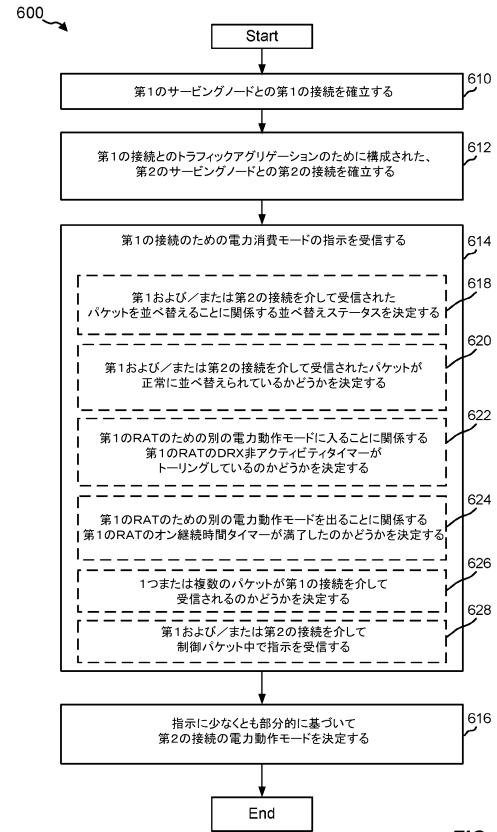 600
Start
610
第1のサービングノードとの第1の接続を確立する
612
第1の接続とのトラフィックアグリゲーションのために構成された、
第2のサービングノードとの第2の接続を確立する
614
第1の接続のための電力消費モードの指示を受信する
618
第1および／または第2の接続を介して受信された
パケットを並べ替えることに関係する並べ替えステータスを決定する
620
第1および／または第2の接続を介して受信されたパケットが
正常に並べ替えられているかどうかを決定する
622
第1のRATのための別の電力動作モードに入ることに関係する
第1のRATのDRX非アクティビティタイマーが
トーリングしているのかどうかを決定する
624
第1のRATのための別の電力動作モードを出ることに関係する
第1のRATのオン継続時間タイマーが満了したのかどうかを決定する
626
1つまたは複数のパケットが第1の接続を介して
受信されるのかどうかを決定する
628
第1および／または第2の接続を介して
制御パケット中で指示を受信する
616
指示に少なくとも部分的に基づいて
第2の接続の電力動作モードを決定する
End